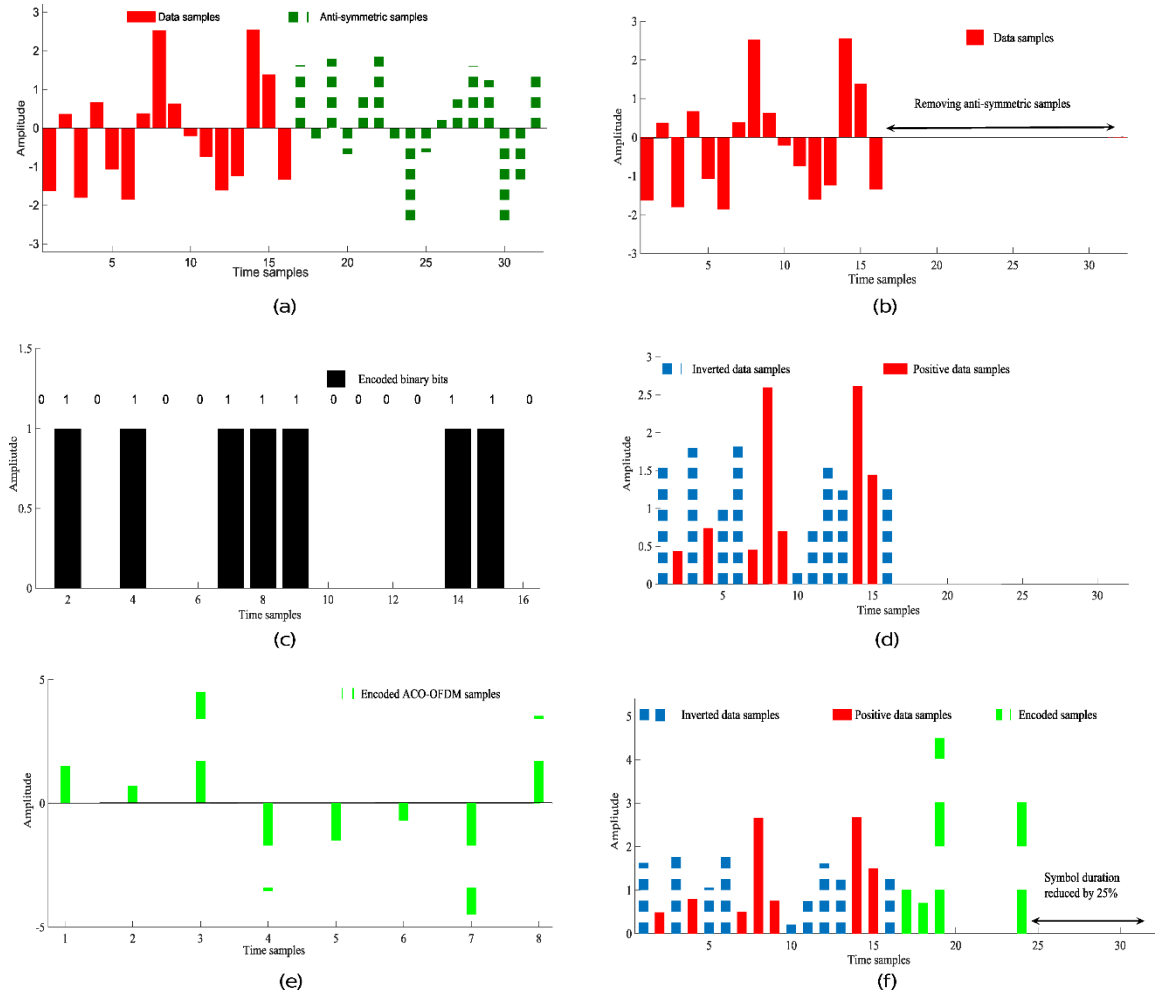 3
2
1
0
-1
-2
-3
Amplitude
Data samples
Anti-symmetric samples
5 10 15 20 25 30
Time samples
(a)
3
2
1
0
-1
-2
-3
Amplitude
Data samples
Removing anti-symmetric samples
5 10 15 20 25 30
Time samples
(b)
1.5
1
0.5
0
Ampliutde
Encoded binary bits
0 1 0 1 0 0 1 1 1 0 0 0 0 1 1 0
2 4 6 8 10 12 14 16
Time samples
(c)
3
2.5
2
1.5
1
0.5
0
Ampliutde
Inverted data samples
Positive data samples
5 10 15 20 25 30
Time samples
(d)
5
0
-5
Amplitude
Encoded ACO-OFDM samples
1 2 3 4 5 6 7 8
Time samples
(e)
5
4
3
2
1
0
Ampliutde
Inverted data samples
Positive data samples
Encoded samples
Symbol duration
reduced by 25%
5 10 15 20 25 30
Time samples
(f)